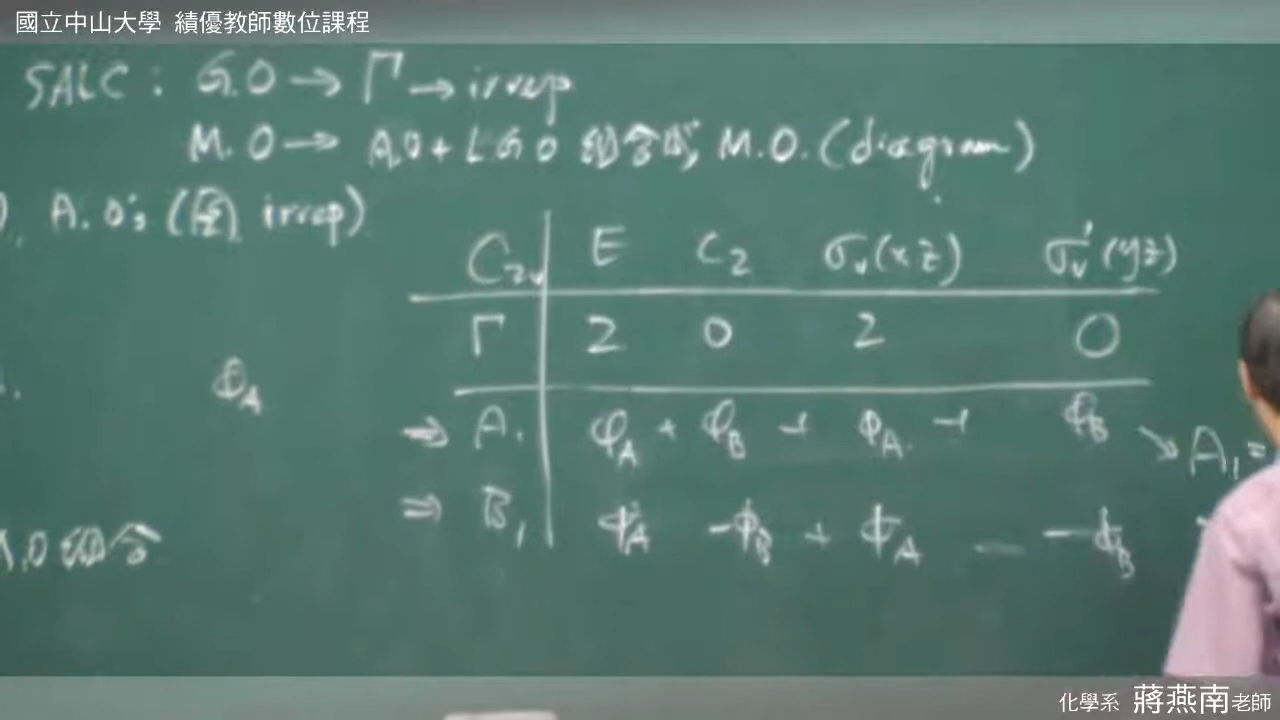 國立中山大學 績優教師數位課程
SALC : G.O → Γ → irrep
M.O → A.O + LGO 組合成 M.O. (diagram)
A.O's ( irrep)
C2v E C2 σv(xz) σv'(yz)
Γ 2 0 2 0
ΦA
⇒ A1 ΦA + ΦB + ΦA + ΦB ↘ A1 =
⇒ B1 ΦA -ΦB + ΦA - -ΦB
A.O 組合
化學系 蔣燕南老師